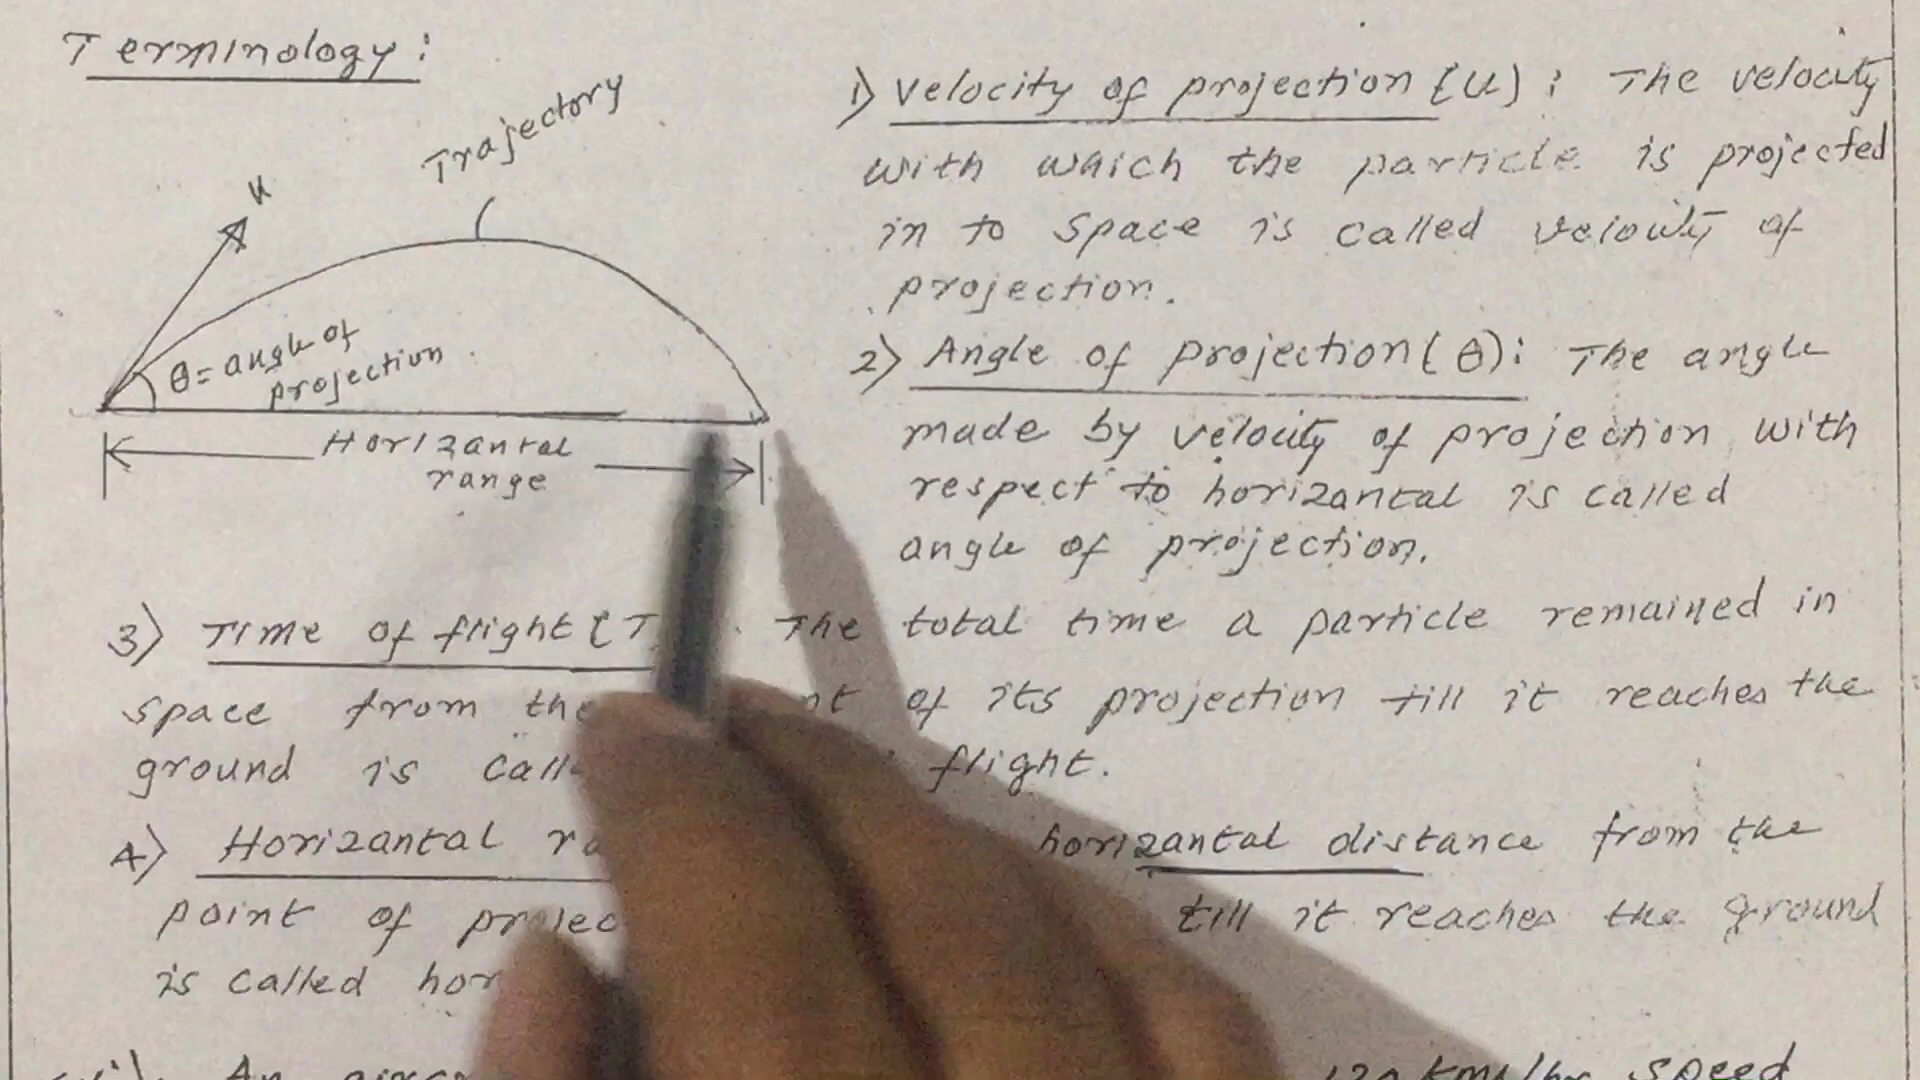 Terminology:
Trajectory
u
θ = angle of
projection
Horizantal
range
1) Velocity of projection (u) : The velocity
with which the particle is projected
in to space is called velocity of
projection.
2) Angle of projection (θ): The angle
made by velocity of projection with
respect to horizantal is called
angle of projection.
3) Time of flight (T The total time a particle remained in
space from the of its projection till it reaches the
ground is flight.
4) Horizantal horizantal distance from the
point of till it reaches the ground
is called
An speed